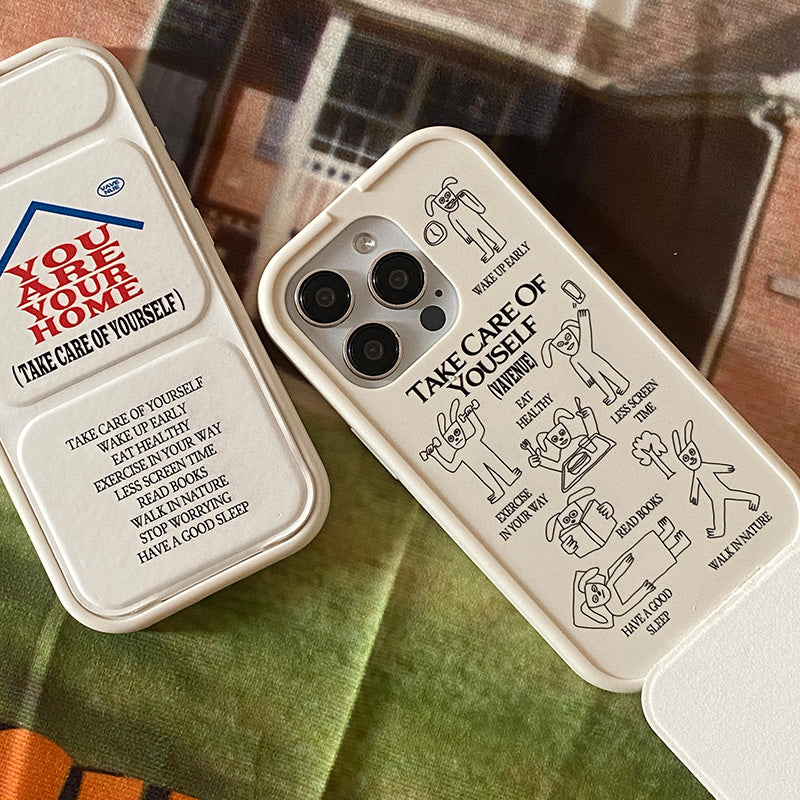 VAVE
NUE
YOU
ARE
YOUR
HOME
(TAKE CARE OF YOURSELF)
TAKE CARE OF YOURSELF
WAKE UP EARLY
EAT HEALTHY
EXERCISE IN YOUR WAY
LESS SCREEN TIME
READ BOOKS
WALK IN NATURE
STOP WORRYING
HAVE A GOOD SLEEP
WAKE UP EARLY
TAKE CARE OF
YOUSELF
(VAVENUE)
EAT
HEALTHY
LESS SCREEN
TIME
EXERCISE
IN YOUR WAY
READ BOOKS
WALK IN NATURE
HAVE A GOOD
SLEEP